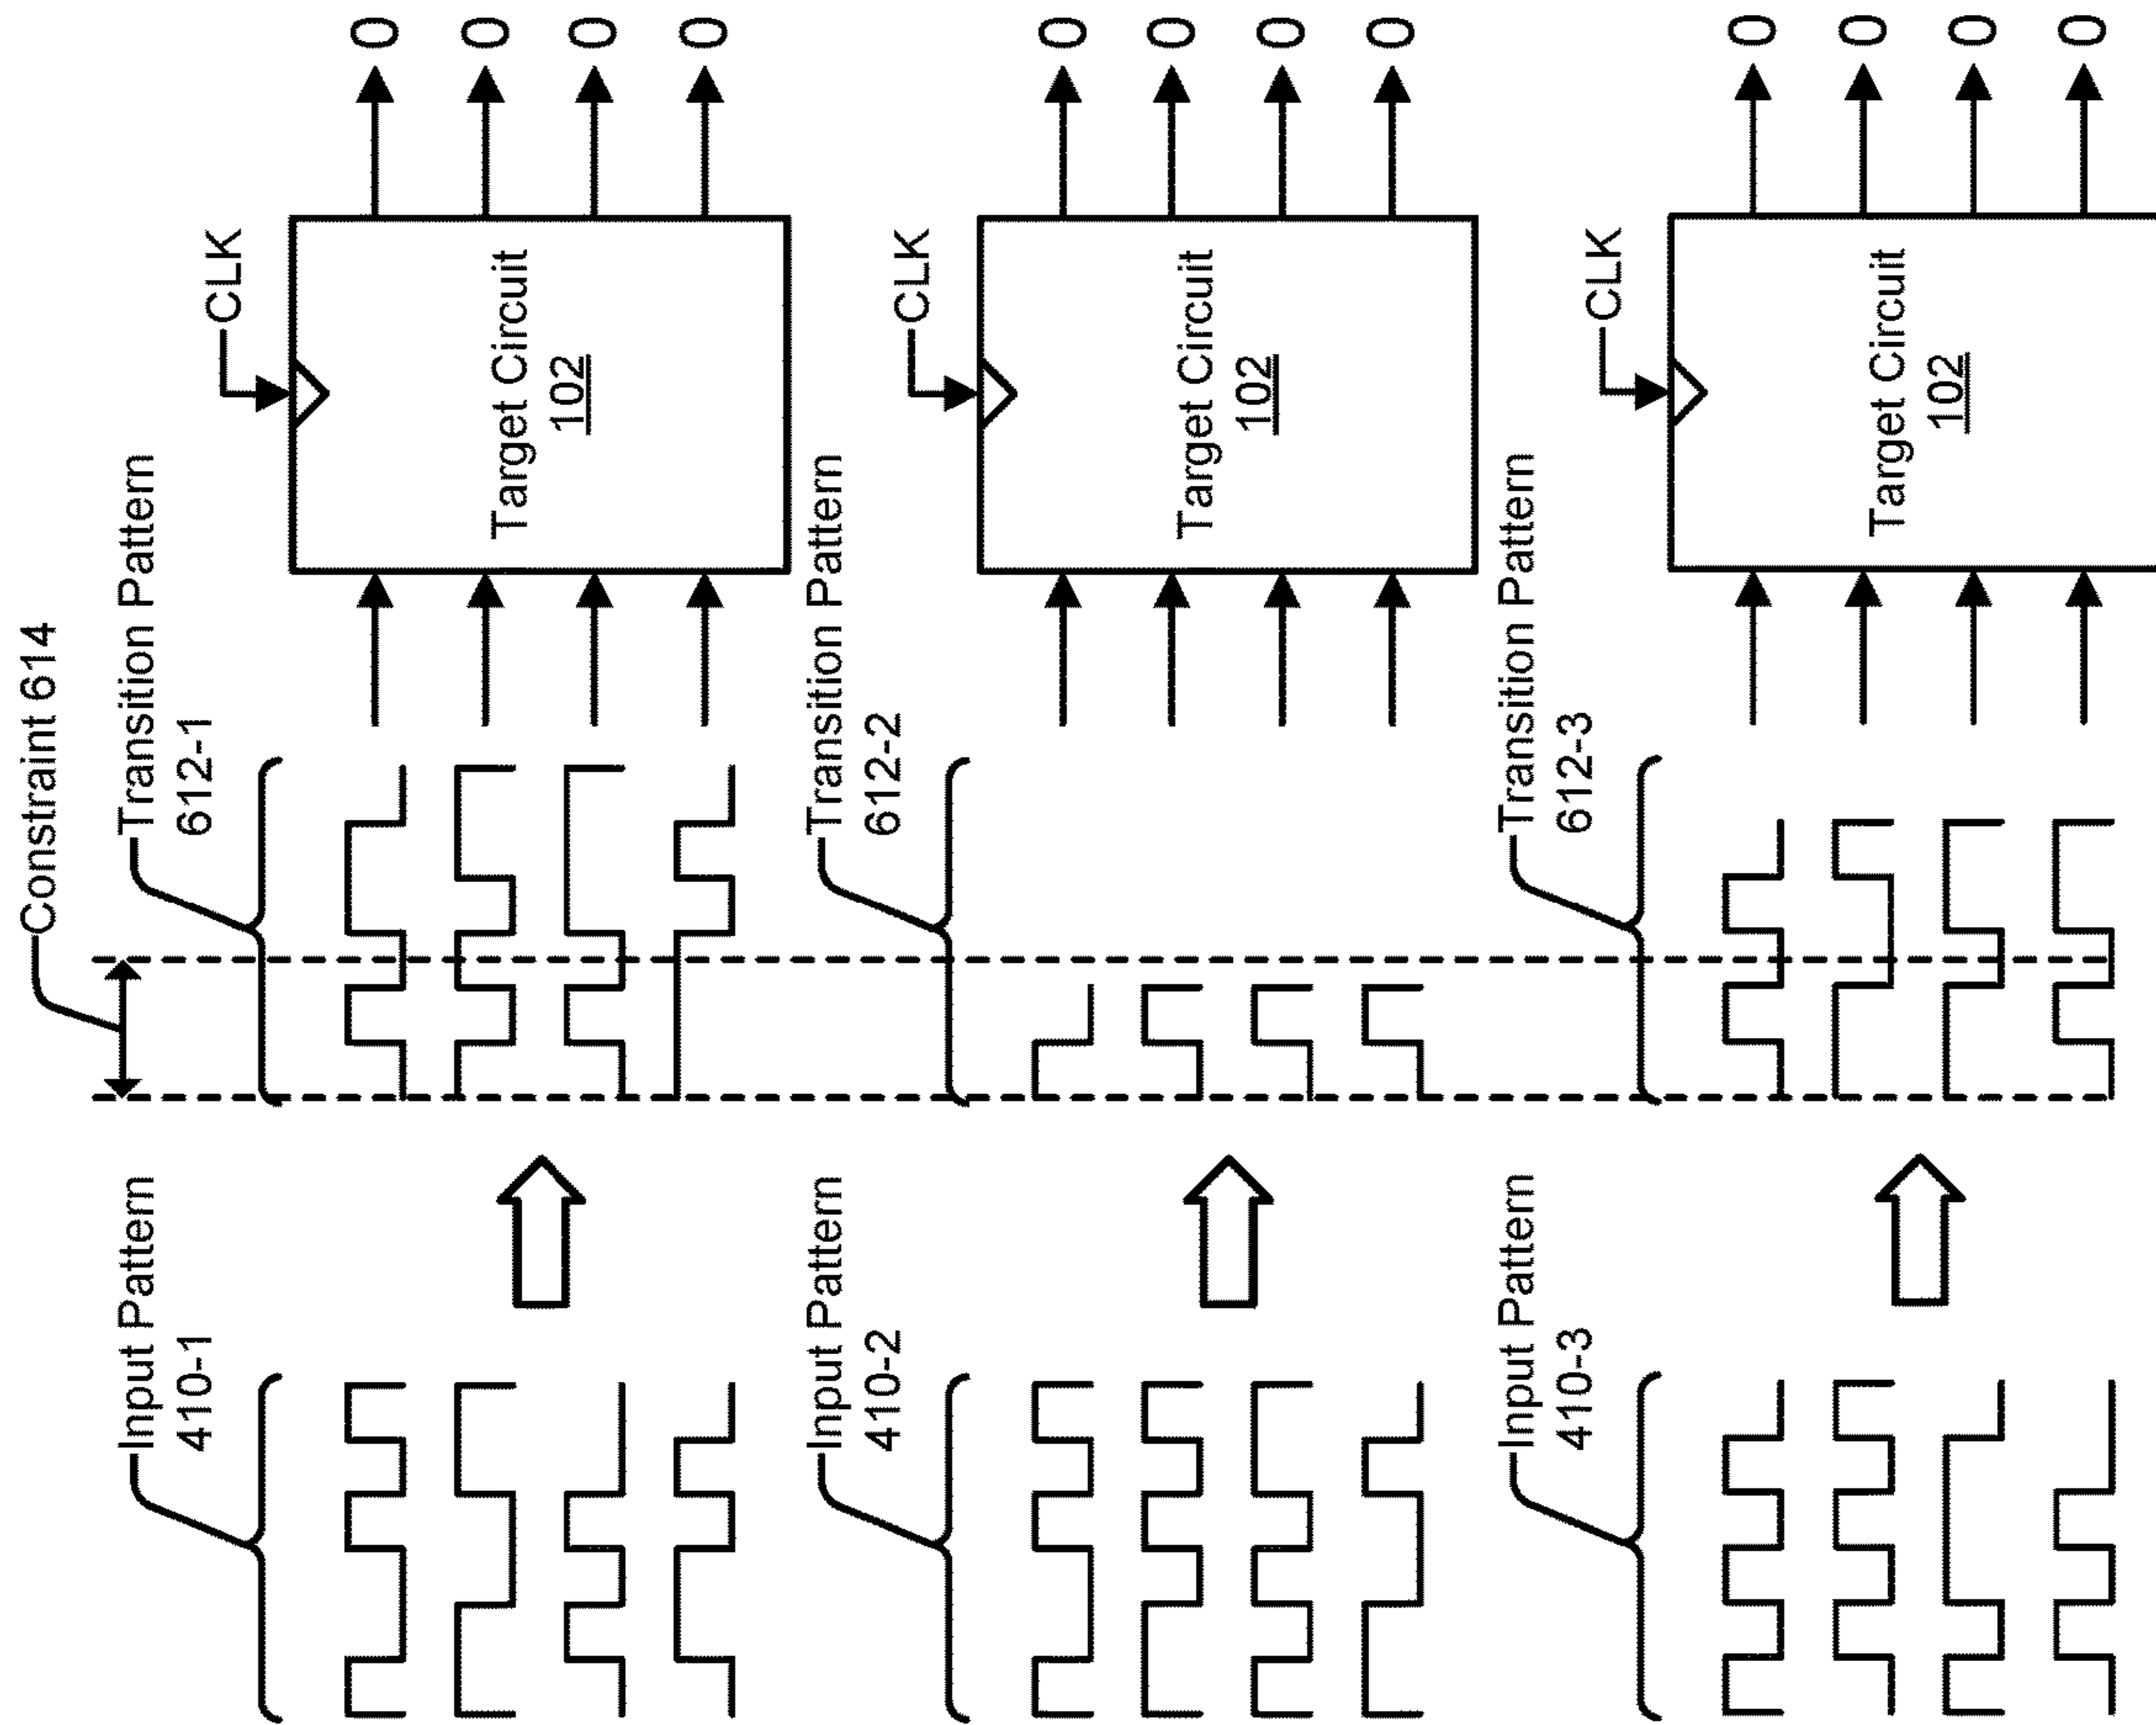 Constraint 614
Input Pattern
410-1
Transition Pattern
612-1
CLK
Target Circuit
102
0
0
0
0
Input Pattern
410-2
Transition Pattern
612-2
CLK
Target Circuit
102
0
0
0
0
Input Pattern
410-3
Transition Pattern
612-3
CLK
Target Circuit
102
0
0
0
0